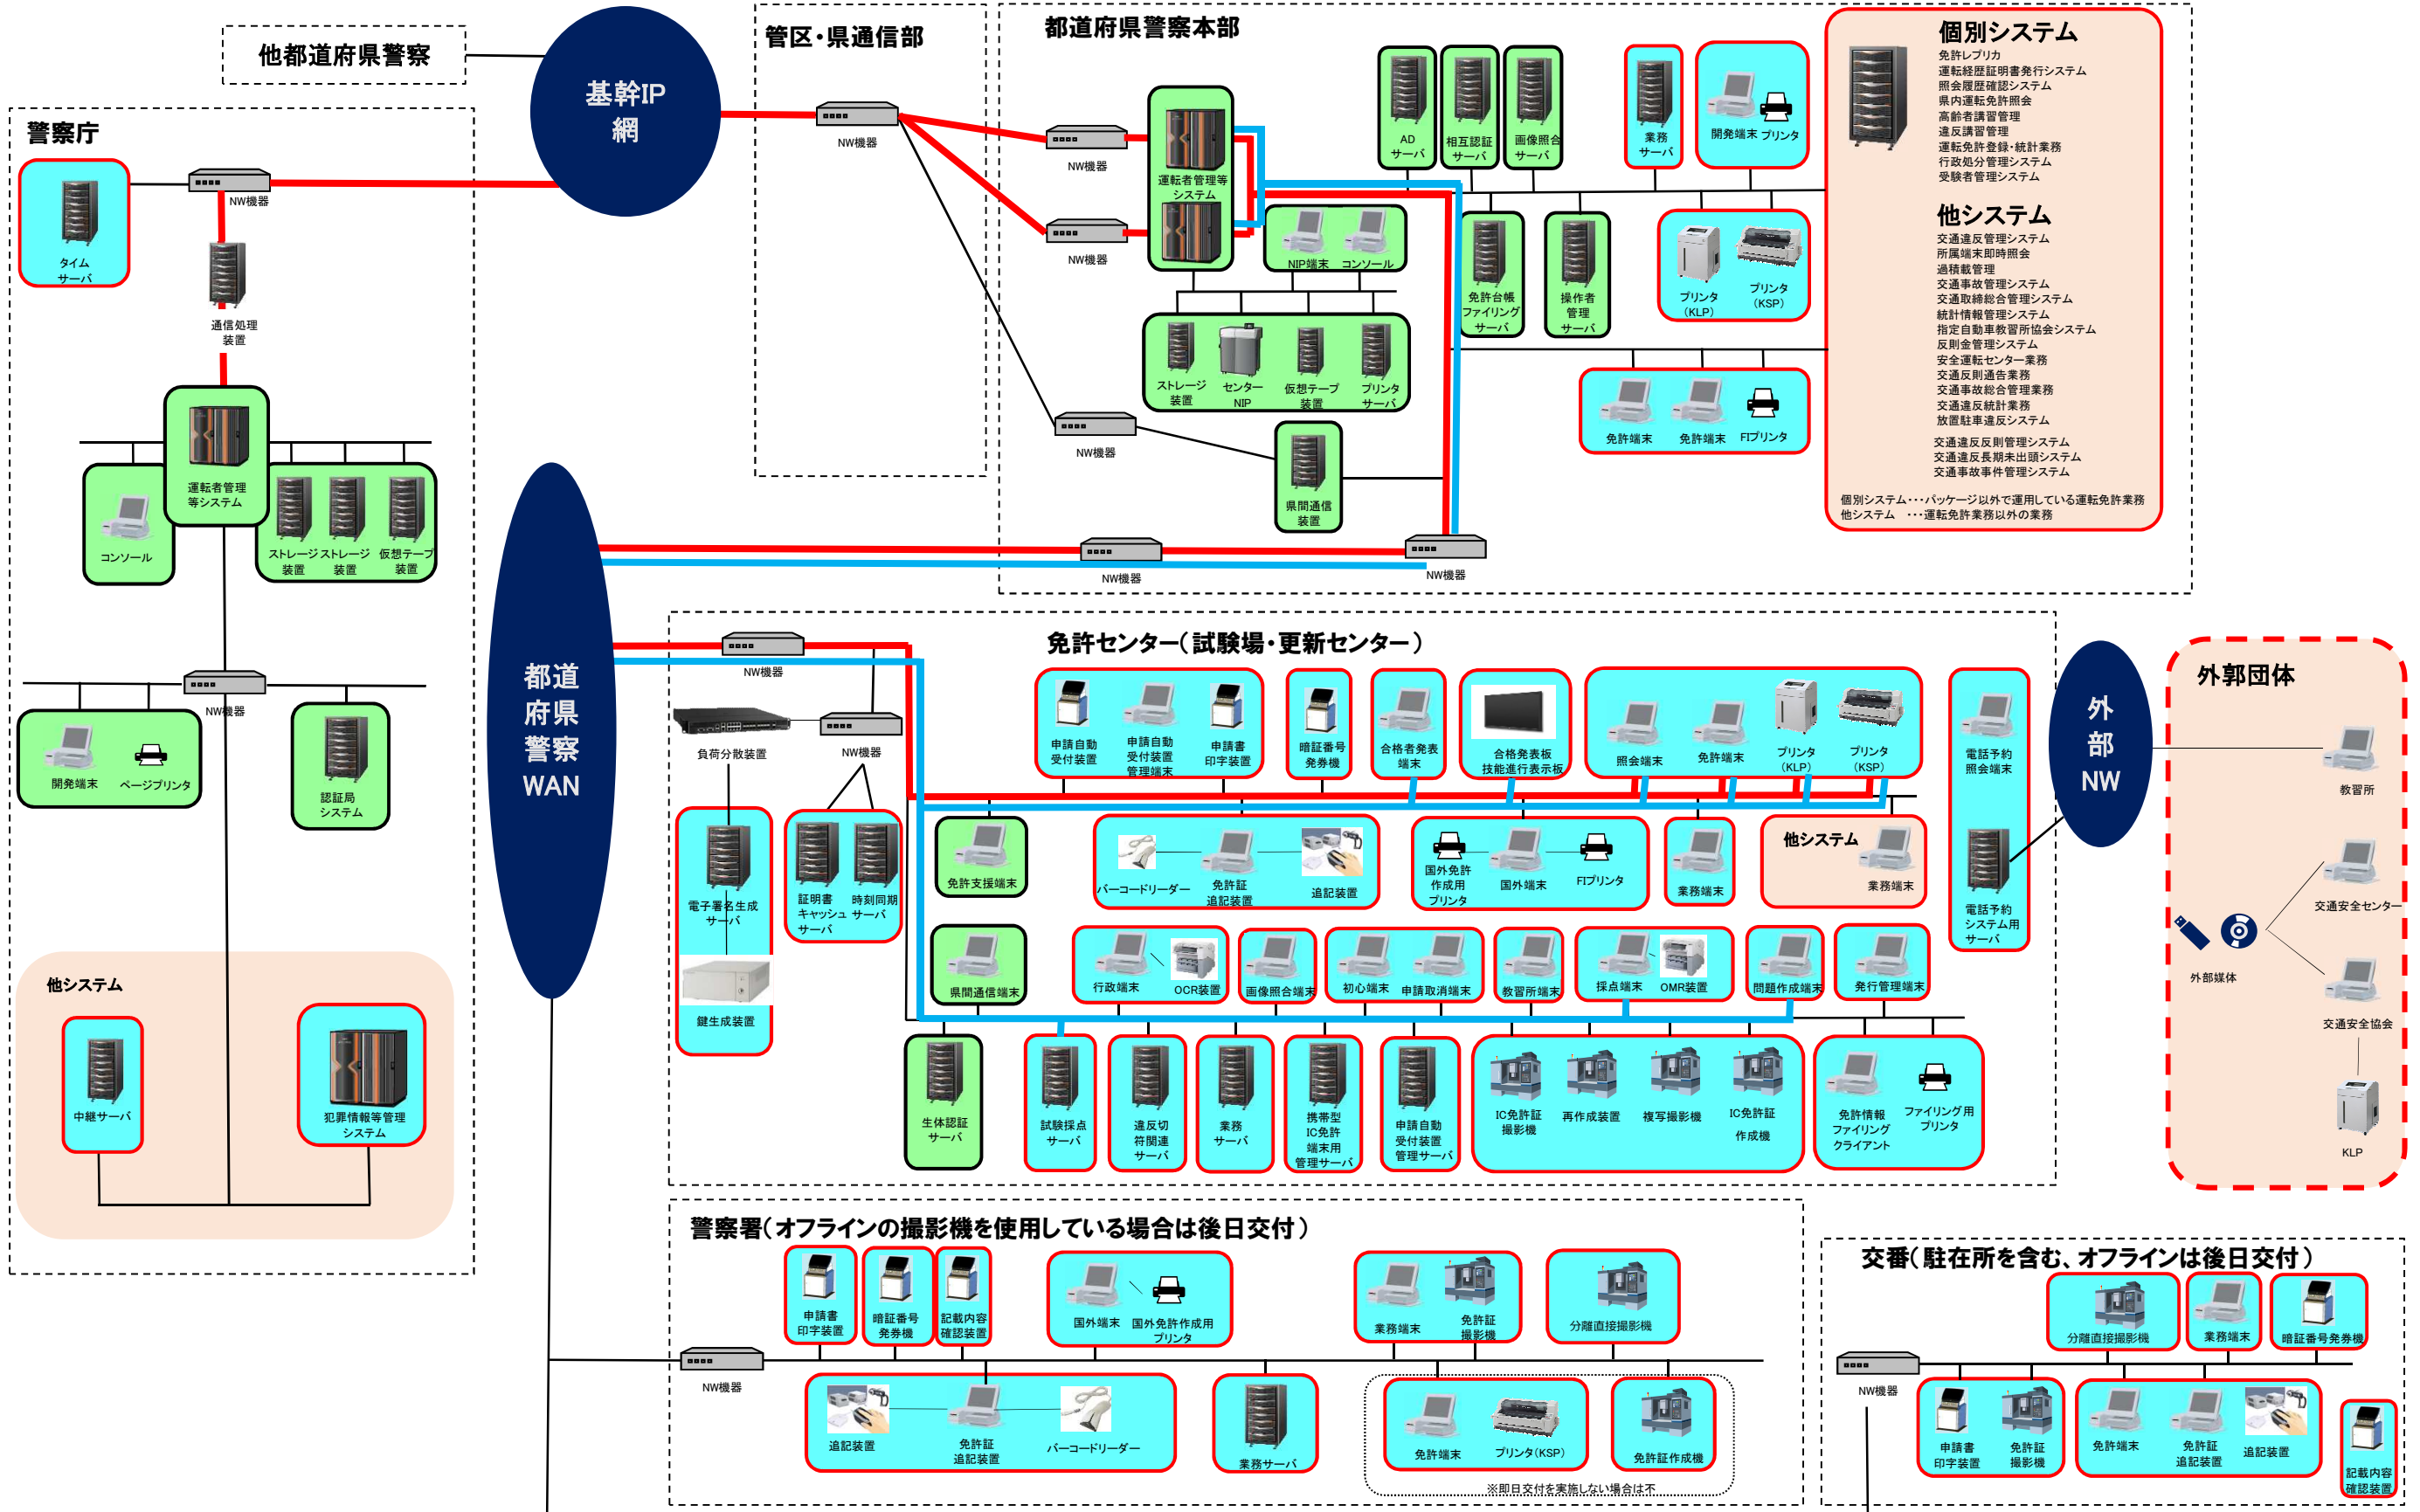 他都道府県警察
基幹IP
網
管区・県通信部
NW機器
都道府県警察本部
NW機器
NW機器
運転者管理等
システム
AD
サーバ
相互認証
サーバ
画像照合
サーバ
業務
サーバ
開発端末
プリンタ
NIP端末
コンソール
免許台帳
ファイリング
サーバ
操作者
管理
サーバ
プリンタ
（KLP）
プリンタ
（KSP）
ストレージ
装置
センター
NIP
仮想テープ
装置
プリンタ
サーバ
免許端末
免許端末
FIプリンタ
NW機器
県間通信
装置
NW機器
NW機器
個別システム
免許レプリカ
運転経歴証明書発行システム
照会履歴確認システム
県内運転免許照会
高齢者講習管理
違反講習管理
運転免許登録・統計業務
行政処分管理システム
受験者管理システム
他システム
交通違反管理システム
所属端末即時照会
過積載管理
交通事故管理システム
交通取締総合管理システム
統計情報管理システム
指定自動車教習所協会システム
反則金管理システム
安全運転センター業務
交通反則通告業務
交通事故総合管理業務
交通違反統計業務
放置駐車違反システム
交通違反反則管理システム
交通違反長期未出頭システム
交通事故事件管理システム
個別システム・・・パッケージ以外で運用している運転免許業務
他システム　・・・運転免許業務以外の業務
警察庁
タイム
サーバ
NW機器
通信処理
装置
運転者管理
等システム
コンソール
ストレージ
装置
ストレージ
装置
仮想テープ
装置
NW機器
開発端末
ページプリンタ
認証局
システム
他システム
中継サーバ
犯罪情報等管理
システム
都道
府県
警察
WAN
免許センター（試験場・更新センター）
NW機器
負荷分散装置
NW機器
申請自動
受付装置
申請自動
受付装置
管理端末
申請書
印字装置
暗証番号
発券機
合格者発表
端末
合格発表板
技能進行表示板
照会端末
免許端末
プリンタ
（KLP）
プリンタ
（KSP）
電話予約
照会端末
電話予約
システム用
サーバ
電子署名生成
サーバ
鍵生成装置
証明書
キャッシュ
サーバ
時刻同期
サーバ
免許支援端末
バーコードリーダー
免許証
追記装置
追記装置
国外免許
作成用
プリンタ
国外端末
FIプリンタ
業務端末
他システム
業務端末
県間通信端末
行政端末
OCR装置
画像照合端末
初心端末
申請取消端末
教習所端末
採点端末
OMR装置
問題作成端末
発行管理端末
生体認証
サーバ
試験採点
サーバ
違反切
符関連
サーバ
業務
サーバ
携帯型
IC免許
端末用
管理サーバ
申請自動
受付装置
管理サーバ
IC免許証
撮影機
再作成装置
複写撮影機
IC免許証
作成機
免許情報
ファイリング
クライアント
ファイリング用
プリンタ
外
部
NW
外郭団体
教習所
交通安全センター
外部媒体
交通安全協会
KLP
警察署（オフラインの撮影機を使用している場合は後日交付）
申請書
印字装置
暗証番号
発券機
記載内容
確認装置
国外端末
国外免許作成用
プリンタ
業務端末
免許証
撮影機
分離直接撮影機
NW機器
追記装置
免許証
追記装置
バーコードリーダー
業務サーバ
免許端末
プリンタ（KSP）
免許証作成機
※即日交付を実施しない場合は不
交番（駐在所を含む、オフラインは後日交付）
分離直接撮影機
業務端末
暗証番号発券機
NW機器
申請書
印字装置
免許証
撮影機
免許端末
免許証
追記装置
追記装置
記載内容
確認装置